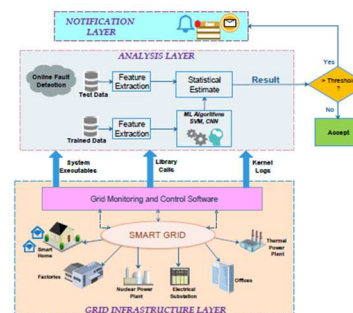 NOTIFICATION
LAYER
ANALYSIS LAYER
Online Fault
Detection
Test Data
Feature
Extraction
Statistical
Estimate
Result
> Threshold
?
Yes
No
Accept
Trained Data
Feature
Extraction
ML Algorithms
SVM, CNN
System
Executables
Library
Calls
Kernel
Logs
Grid Monitoring and Control Software
SMART GRID
Smart
Home
Thermal
Power
Plant
Factories
Nuclear Power
Plant
Electrical
Substation
Offices
GRID INFRASTRUCTURE LAYER